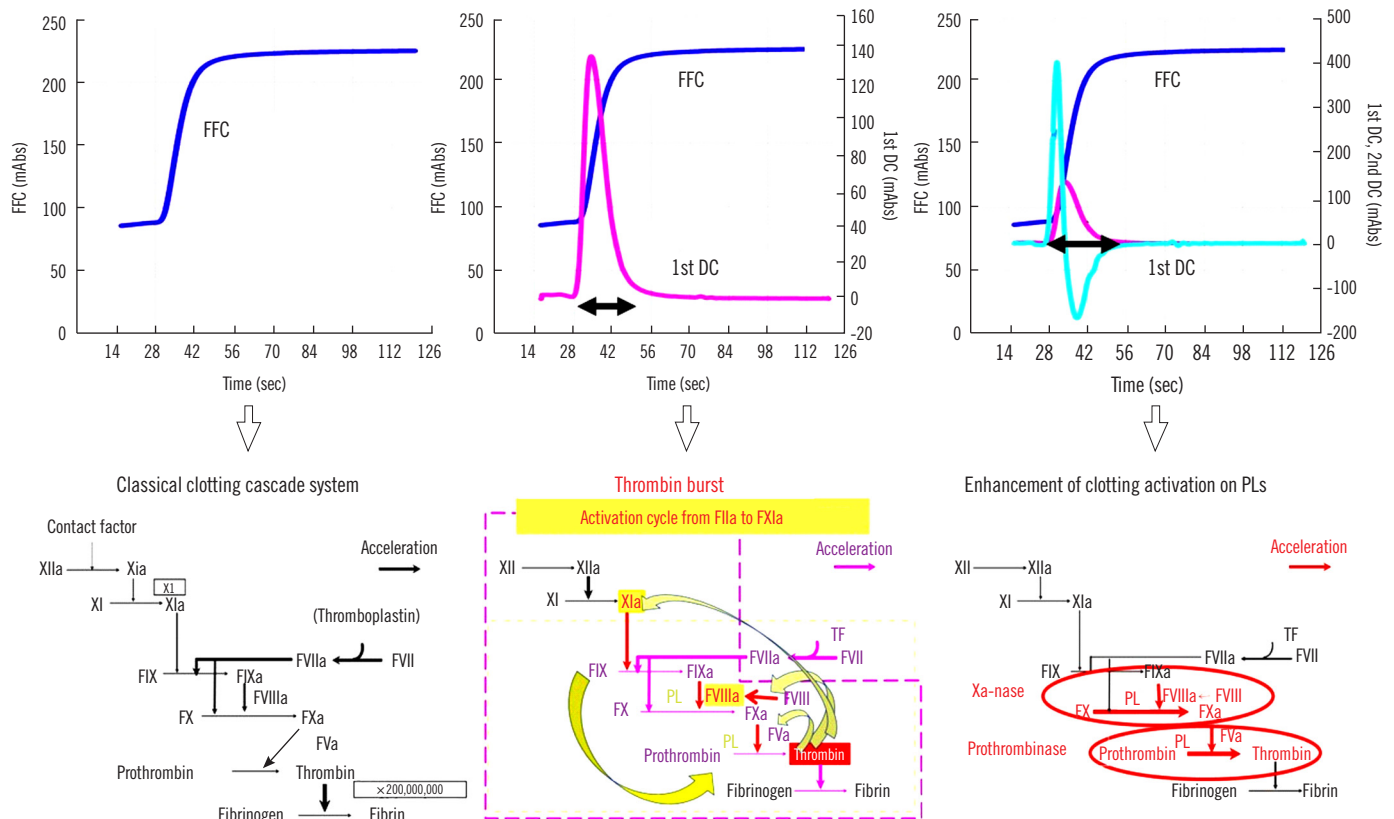 FFC (mAbs)
250
200
150
100
50
0
FFC
14 28 42 56 70 84 98 112 126
Time (sec)
FFC (mAbs)
250
200
150
100
50
0
FFC
1st DC
160
140
120
100
80
60
40
20
0
-20
1st DC (mAbs)
14 28 42 56 70 84 98 112 126
Time (sec)
FFC (mAbs)
250
200
150
100
50
0
FFC
1st DC
500
400
300
200
100
0
-100
-200
1st DC, 2nd DC (mAbs)
14 28 42 56 70 84 98 112 126
Time (sec)
Classical clotting cascade system
Contact factor
Acceleration
XIIa Xia
X1
XI XIa
(Thromboplastin)
FVIIa FVII
FIX FIXa
FVIIIa
FX FXa
FVa
Prothrombin Thrombin
×200,000,000
Fibrinogen Fibrin
Thrombin burst
Activation cycle from FIIa to FXIa
Acceleration
XII XIIa
XI XIa
TF
FVIIa FVII
FIX FIXa
PL FVIIIa FVIII
FX FXa
PL FVa
Prothrombin Thrombin
Fibrinogen Fibrin
Enhancement of clotting activation on PLs
Acceleration
XII XIIa
XI XIa
TF
FVIIa FVII
FIX FIXa
Xa-nase
PL FVIIIa FVIII
FX FXa
PL FVa
Prothrombinase Prothrombin Thrombin
Fibrinogen Fibrin